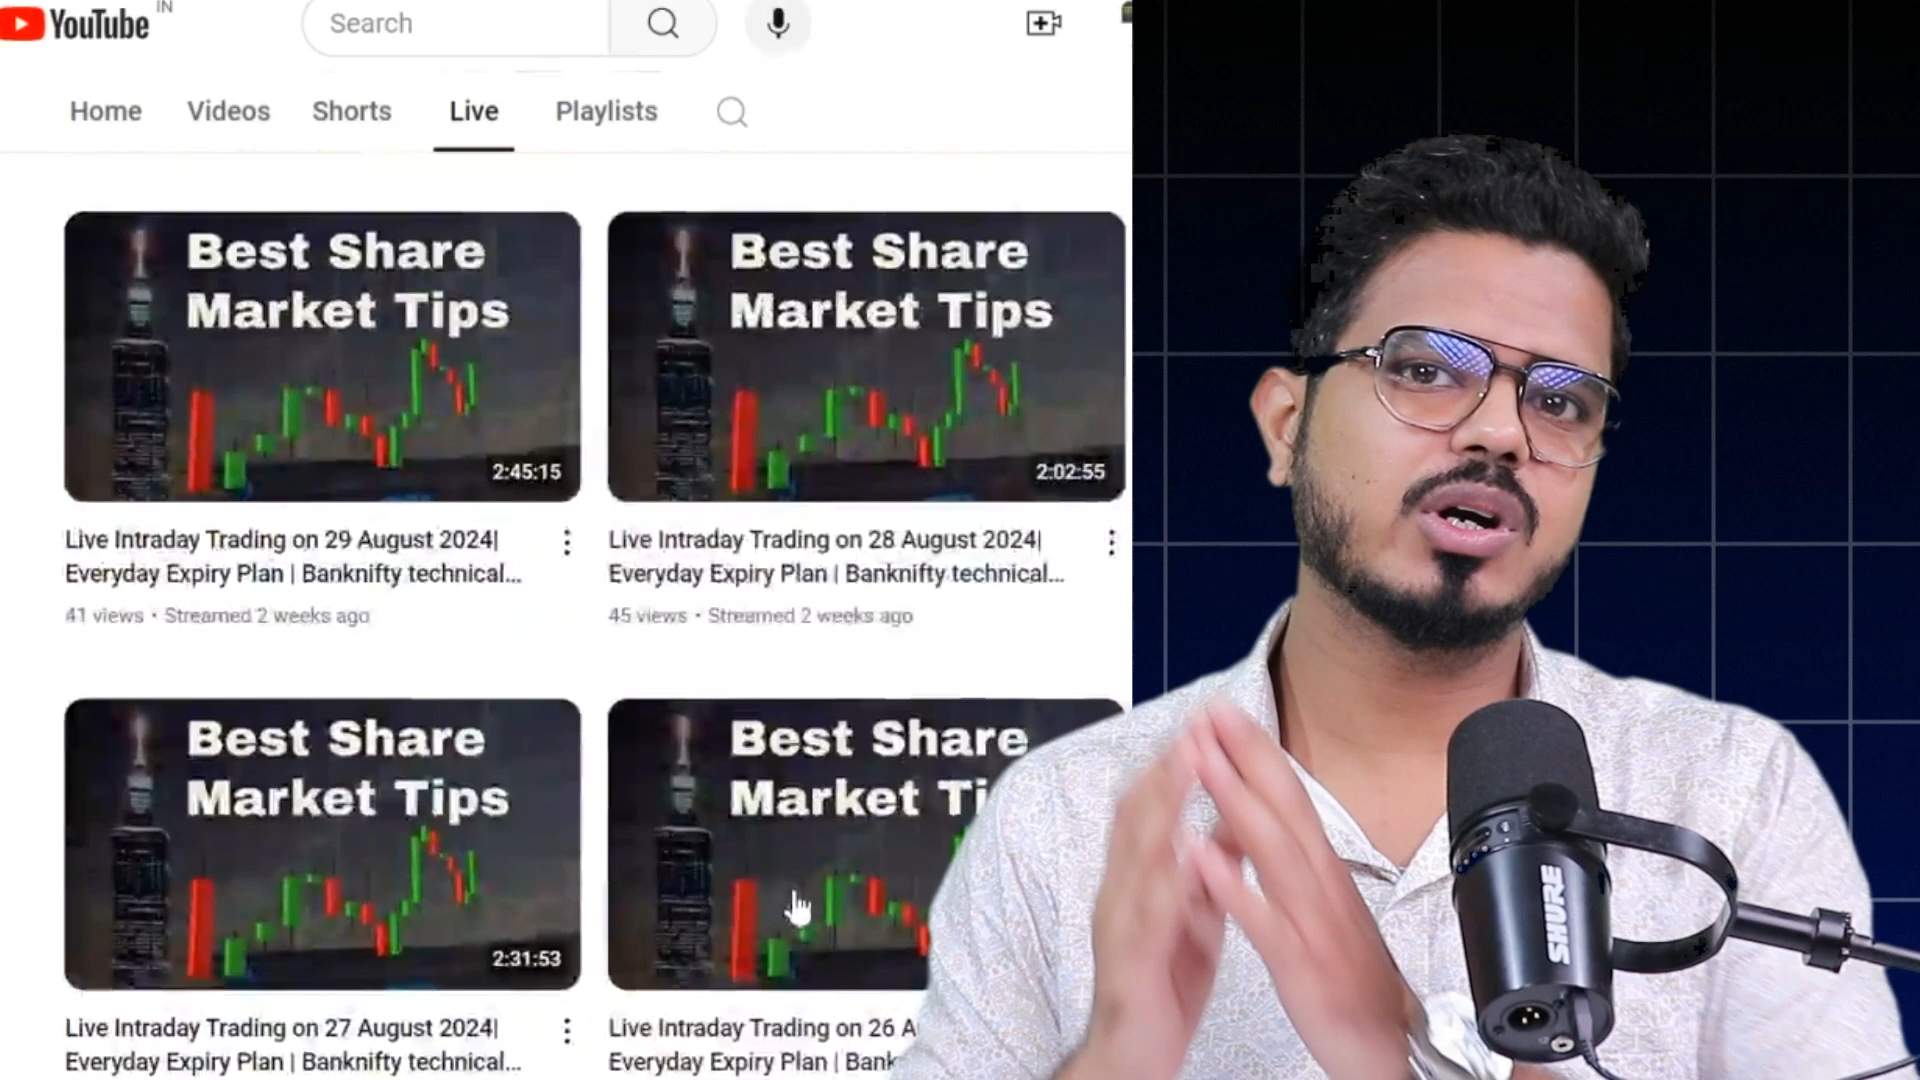 YouTube IN
Search
Home Videos Shorts Live Playlists
Best Share
Market Tips
2:45:15
Live Intraday Trading on 29 August 2024|
Everyday Expiry Plan | Banknifty technical...
41 views • Streamed 2 weeks ago
Best Share
Market Tips
2:02:55
Live Intraday Trading on 28 August 2024|
Everyday Expiry Plan | Banknifty technical...
45 views • Streamed 2 weeks ago
Best Share
Market Tips
2:31:53
Live Intraday Trading on 27 August 2024|
Everyday Expiry Plan | Banknifty technical...
Best Share
Market Ti
Live Intraday Trading on 26 A
Everyday Expiry Plan | Bank
SHURE